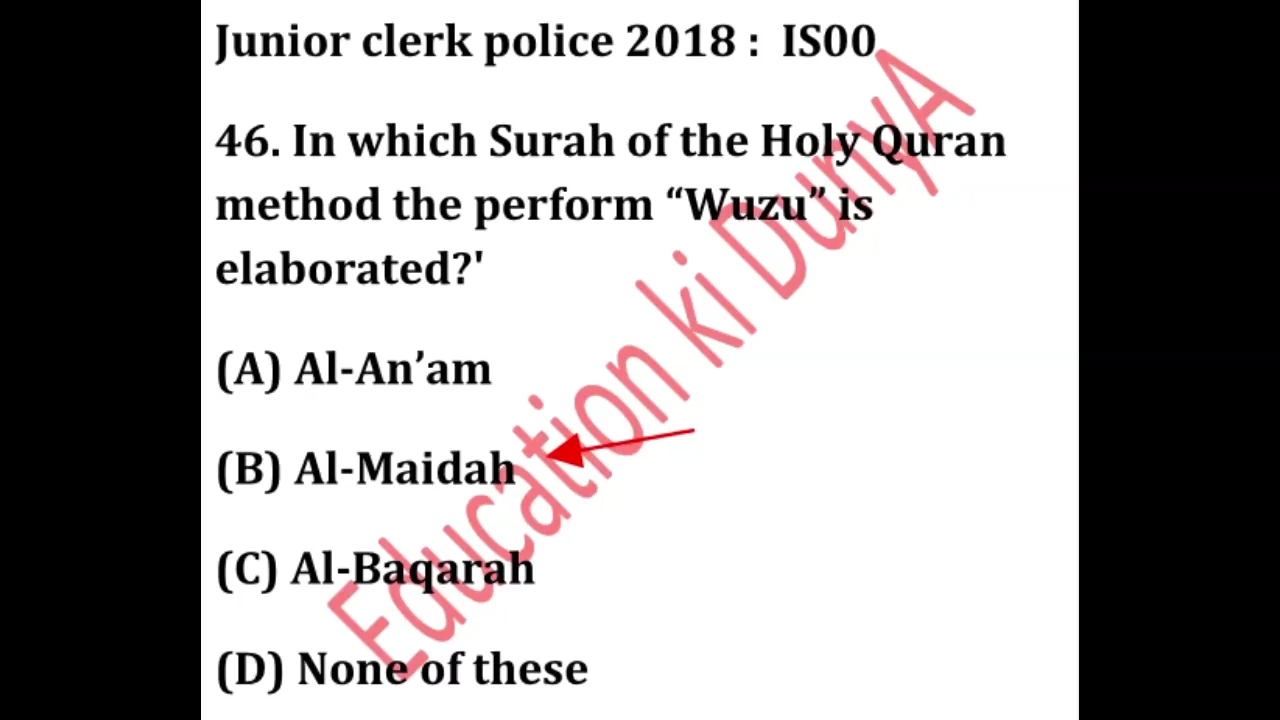 Junior clerk police 2018 :  IS00
46. In which Surah of the Holy Quran
method the perform “Wuzu” is
elaborated?'
(A) Al-An’am
(B) Al-Maidah
(C) Al-Baqarah
(D) None of these
Education ki DunyA